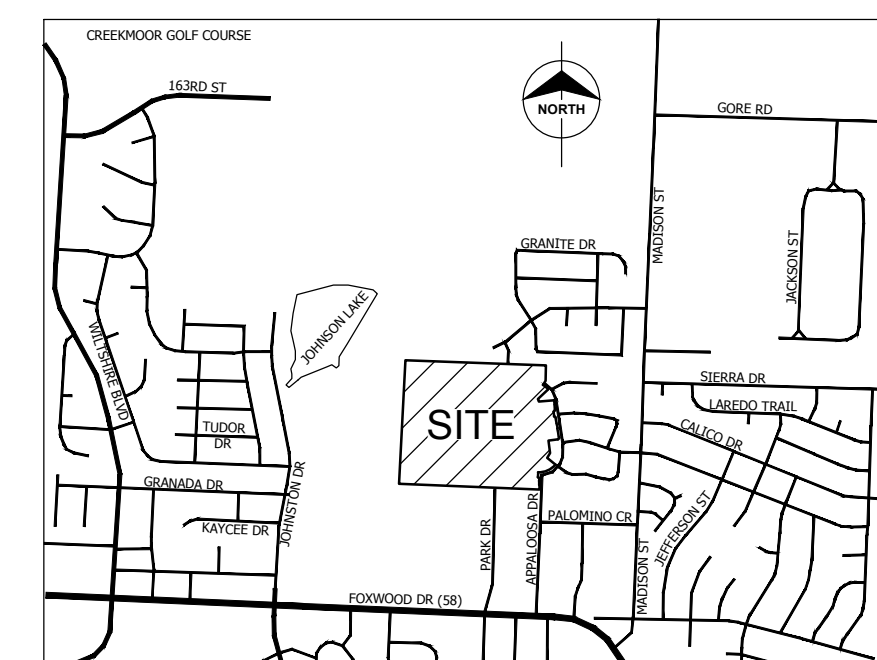 CREEKMOOR GOLF COURSE
163RD ST
NORTH
GORE RD
MADISON ST
JACKSON ST
GRANITE DR
JOHNSON LAKE
WILTSHIRE BLVD
SIERRA DR
LAREDO TRAIL
SITE
TUDOR
DR
CALICO DR
GRANADA DR
JOHNSTON DR
KAYCEE DR
PARK DR
APPALOOSA DR
PALOMINO CR
JEFFERSON ST
MADISON ST
FOXWOOD DR (58)